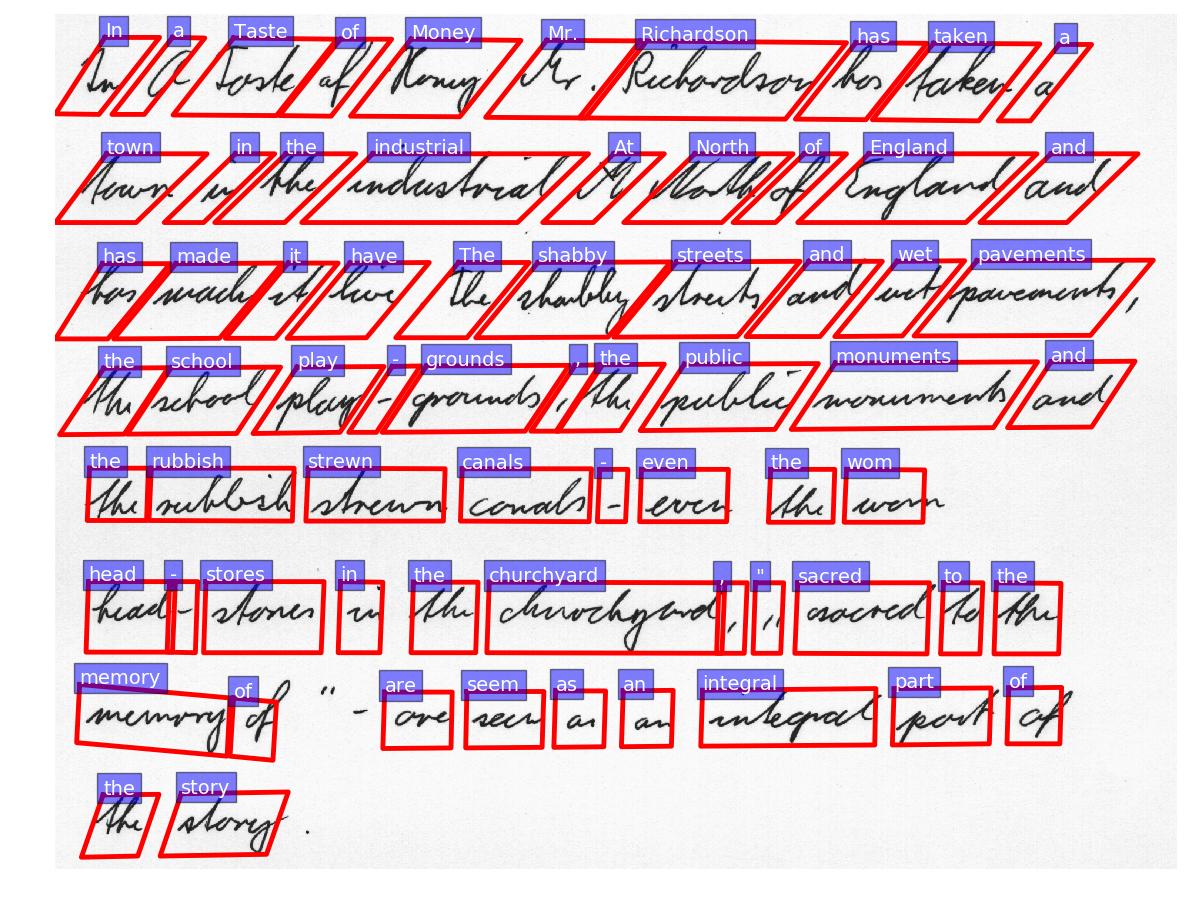 In a Taste of Money Mr. Richardson has taken a
In A Taste of Money Mr. Richardson has taken a
town in the industrial At North of England and
town in the industrial North of England and
has made it have The shabby streets and wet pavements
has made it live The shabby streets and wet pavements,
the school play - grounds , the public monuments and
the school play - grounds, the public monuments and
the rubbish strewn canals - even the wom
the rubbish strewn canals - even the worn
head - stores in the churchyard , " sacred to the
head - stones in the churchyard, " sacred to the
memory of are seem as an integral part of
memory of " - are seen as an integral part of
the story
the story.